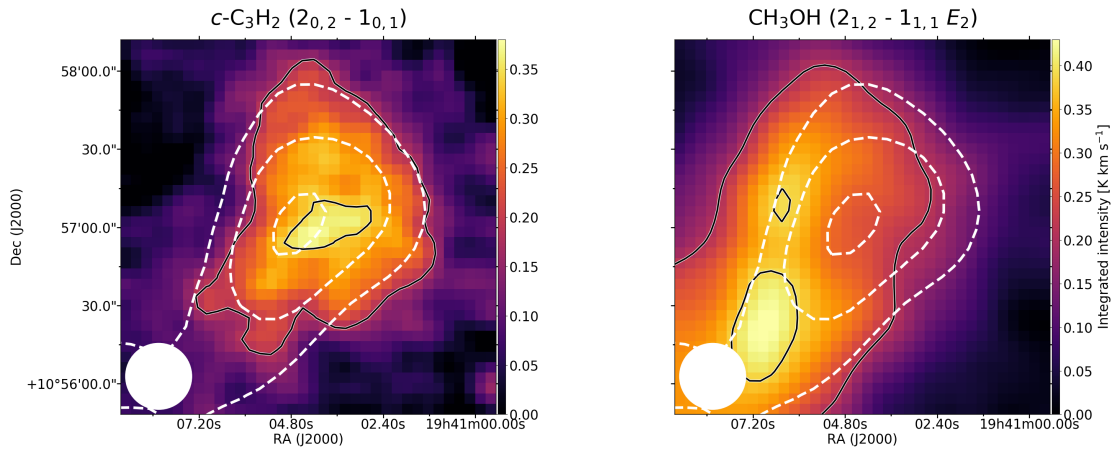 c-C₃H₂ (2₀,₂ - 1₀,₁)
58'00.0"
30.0"
57'00.0"
30.0"
+10°56'00.0"
Dec (J2000)
07.20s 04.80s 02.40s 19h41m00.00s
RA (J2000)
0.35
0.30
0.25
0.20
0.15
0.10
0.05
0.00
CH₃OH (2₁,₂ - 1₁,₁ E₂)
07.20s 04.80s 02.40s 19h41m00.00s
RA (J2000)
0.40
0.35
0.30
0.25
0.20
0.15
0.10
0.05
0.00
Integrated intensity [K km s⁻¹]